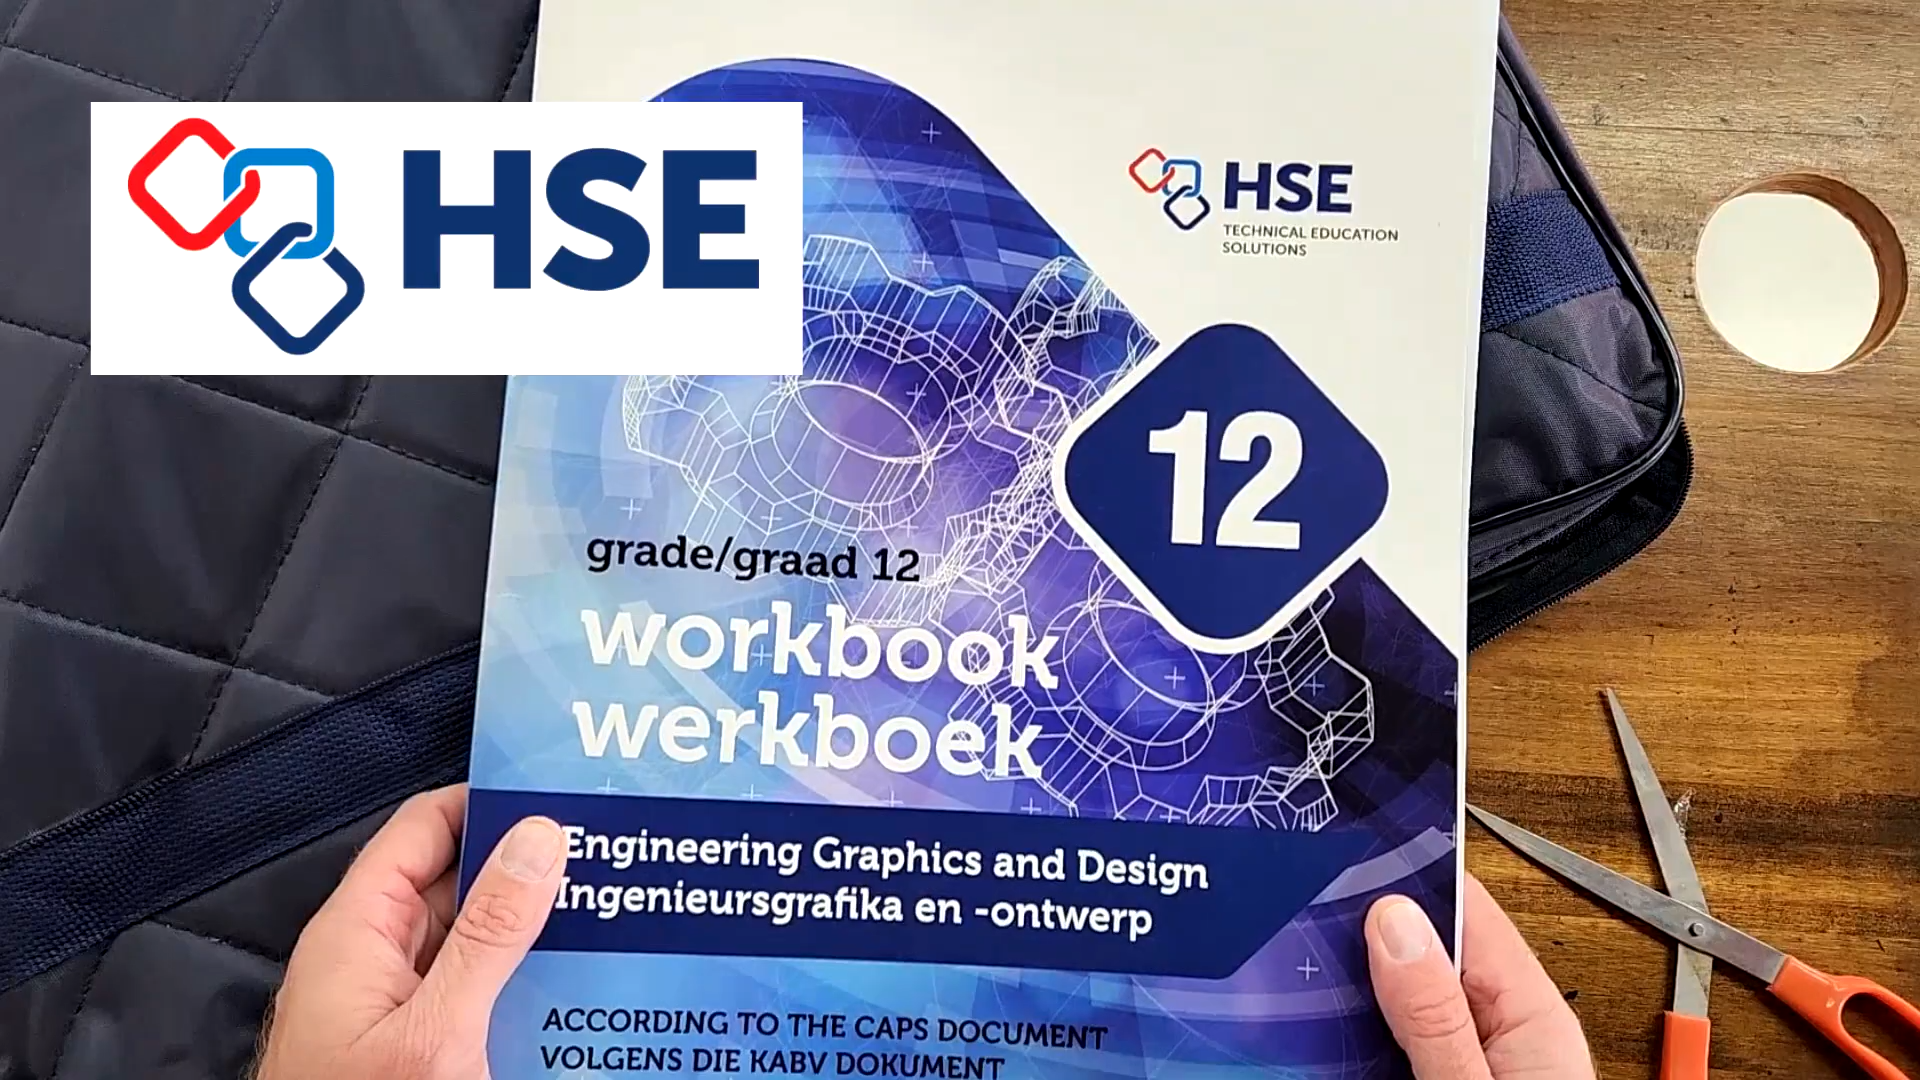 HSE
HSE
TECHNICAL EDUCATION
SOLUTIONS
12
grade/graad 12
workbook
werkboek
Engineering Graphics and Design
Ingenieursgrafika en -ontwerp
ACCORDING TO THE CAPS DOCUMENT
VOLGENS DIE KABV DOKUMENT